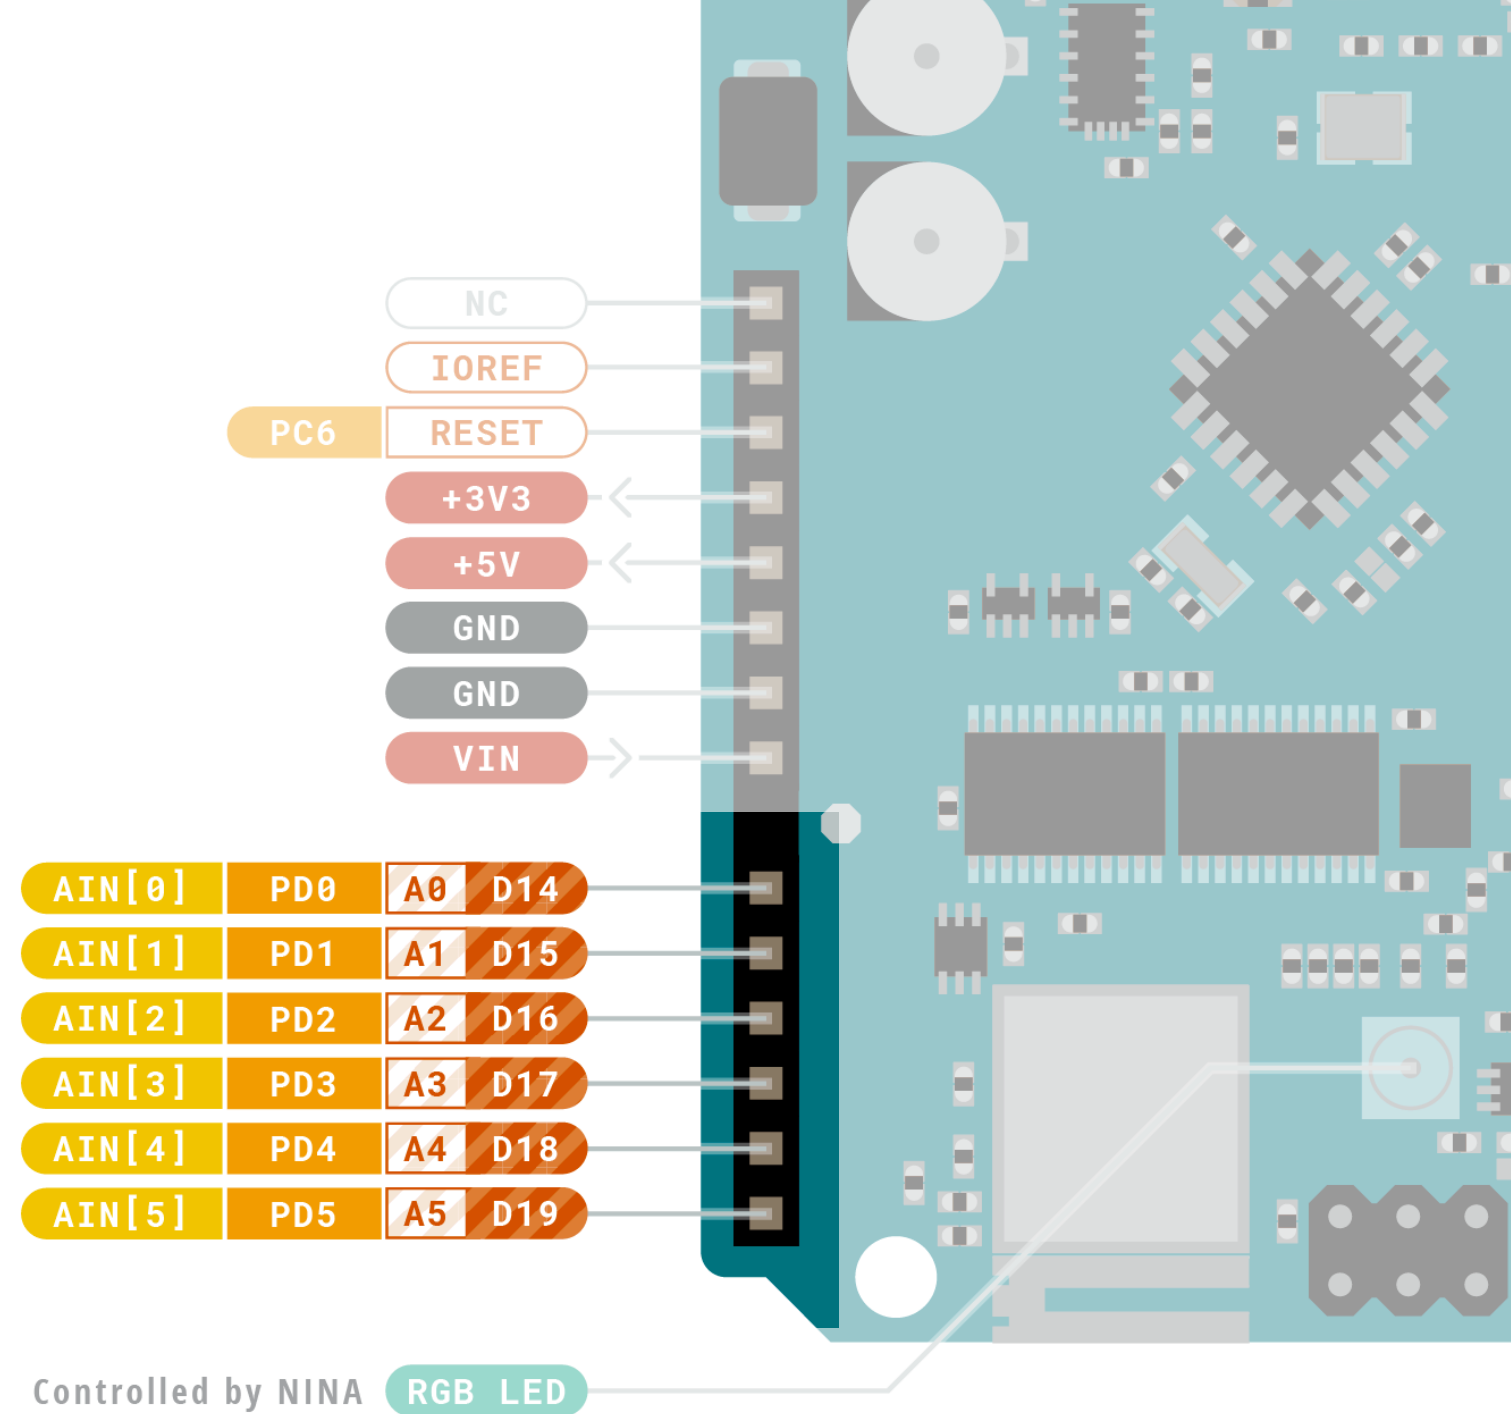 NC
IOREF
PC6 RESET
+3V3
+5V
GND
GND
VIN
AIN[0] PD0 A0 D14
AIN[1] PD1 A1 D15
AIN[2] PD2 A2 D16
AIN[3] PD3 A3 D17
AIN[4] PD4 A4 D18
AIN[5] PD5 A5 D19
Controlled by NINA RGB LED